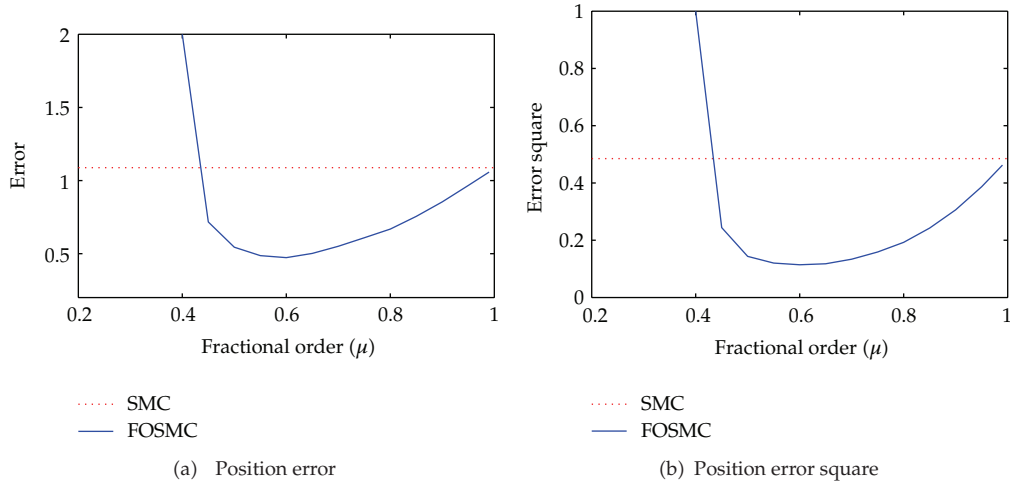 2
1.5
1
0.5
0.2
0.4
0.6
0.8
1
Error
Fractional order (μ)
SMC
FOSMC
(a) Position error
1
0.8
0.6
0.4
0.2
0
0.2
0.4
0.6
0.8
1
Error square
Fractional order (μ)
SMC
FOSMC
(b) Position error square